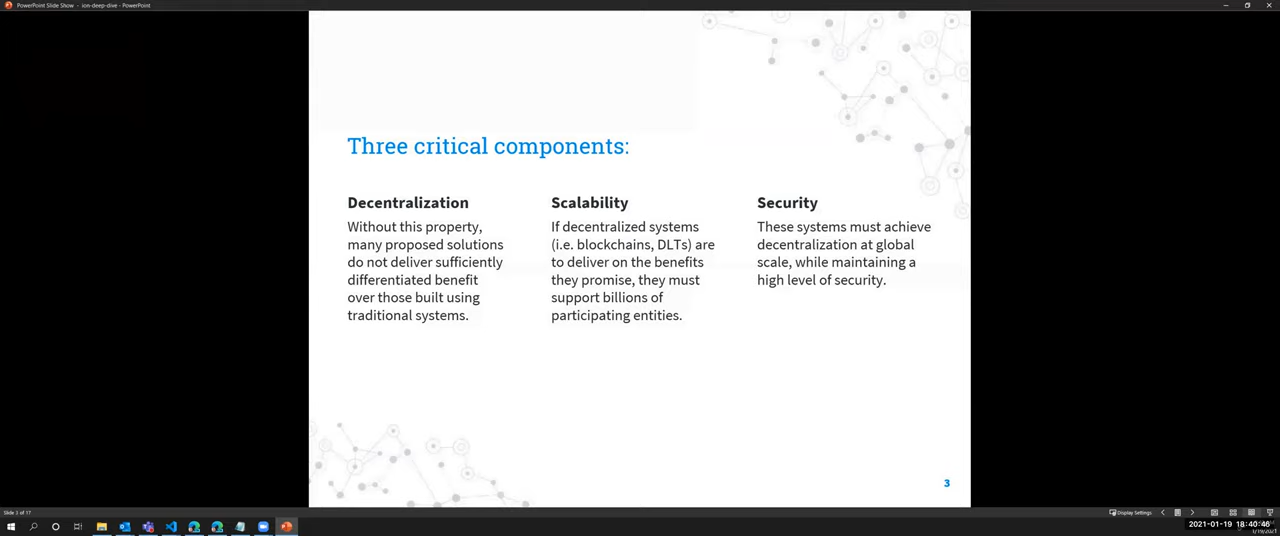 PowerPoint Slide Show - ion-deep-dive - PowerPoint
Three critical components:
Decentralization
Without this property,
many proposed solutions
do not deliver sufficiently
differentiated benefit
over those built using
traditional systems.
Scalability
If decentralized systems
(i.e. blockchains, DLTs) are
to deliver on the benefits
they promise, they must
support billions of
participating entities.
Security
These systems must achieve
decentralization at global
scale, while maintaining a
high level of security.
3
Slide 3 of 17
Display Settings
2021-01-19 18:40:46
1/19/2021